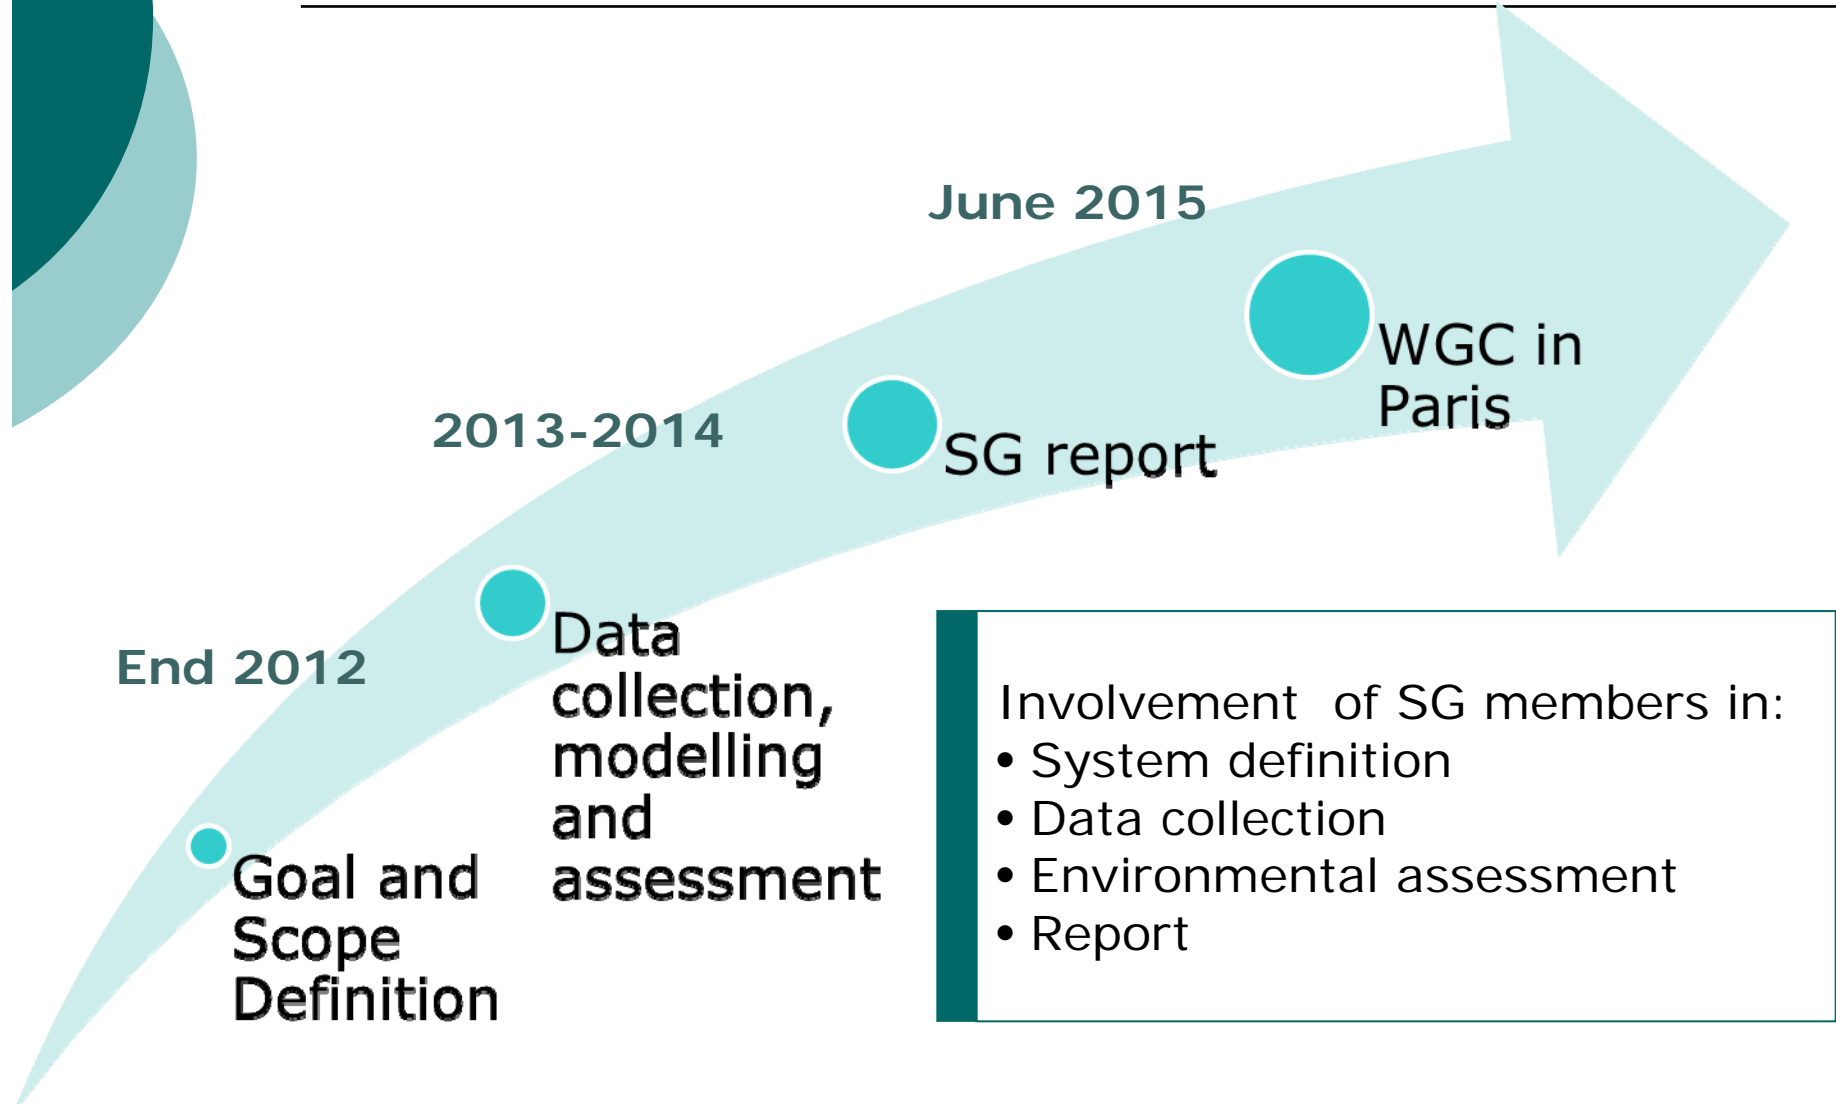 June 2015
WGC in
Paris
2013-2014
SG report
End 2012
Data
collection,
modelling
and
assessment
Goal and
Scope
Definition
Involvement of SG members in:
• System definition
• Data collection
• Environmental assessment
• Report